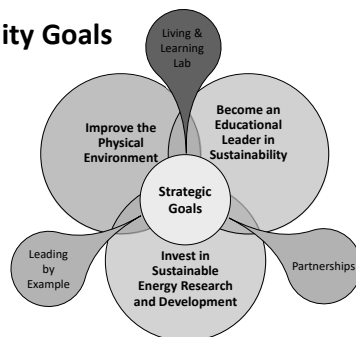 ity Goals
Living &
Learning
Lab
Improve the
Physical
Environment
Become an
Educational
Leader in
Sustainability
Strategic
Goals
Leading
by
Example
Invest in
Sustainable
Energy Research
and Development
Partnerships